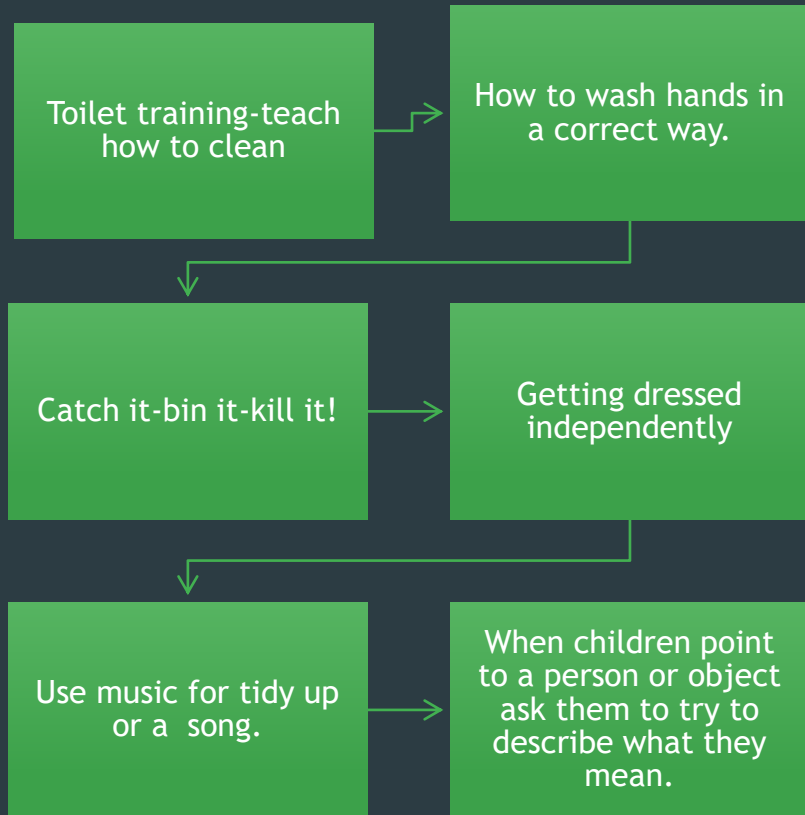 Toilet training-teach
how to clean
How to wash hands in
a correct way.
Catch it-bin it-kill it!
Getting dressed
independently
Use music for tidy up
or a  song.
When children point
to a person or object
ask them to try to
describe what they
mean.